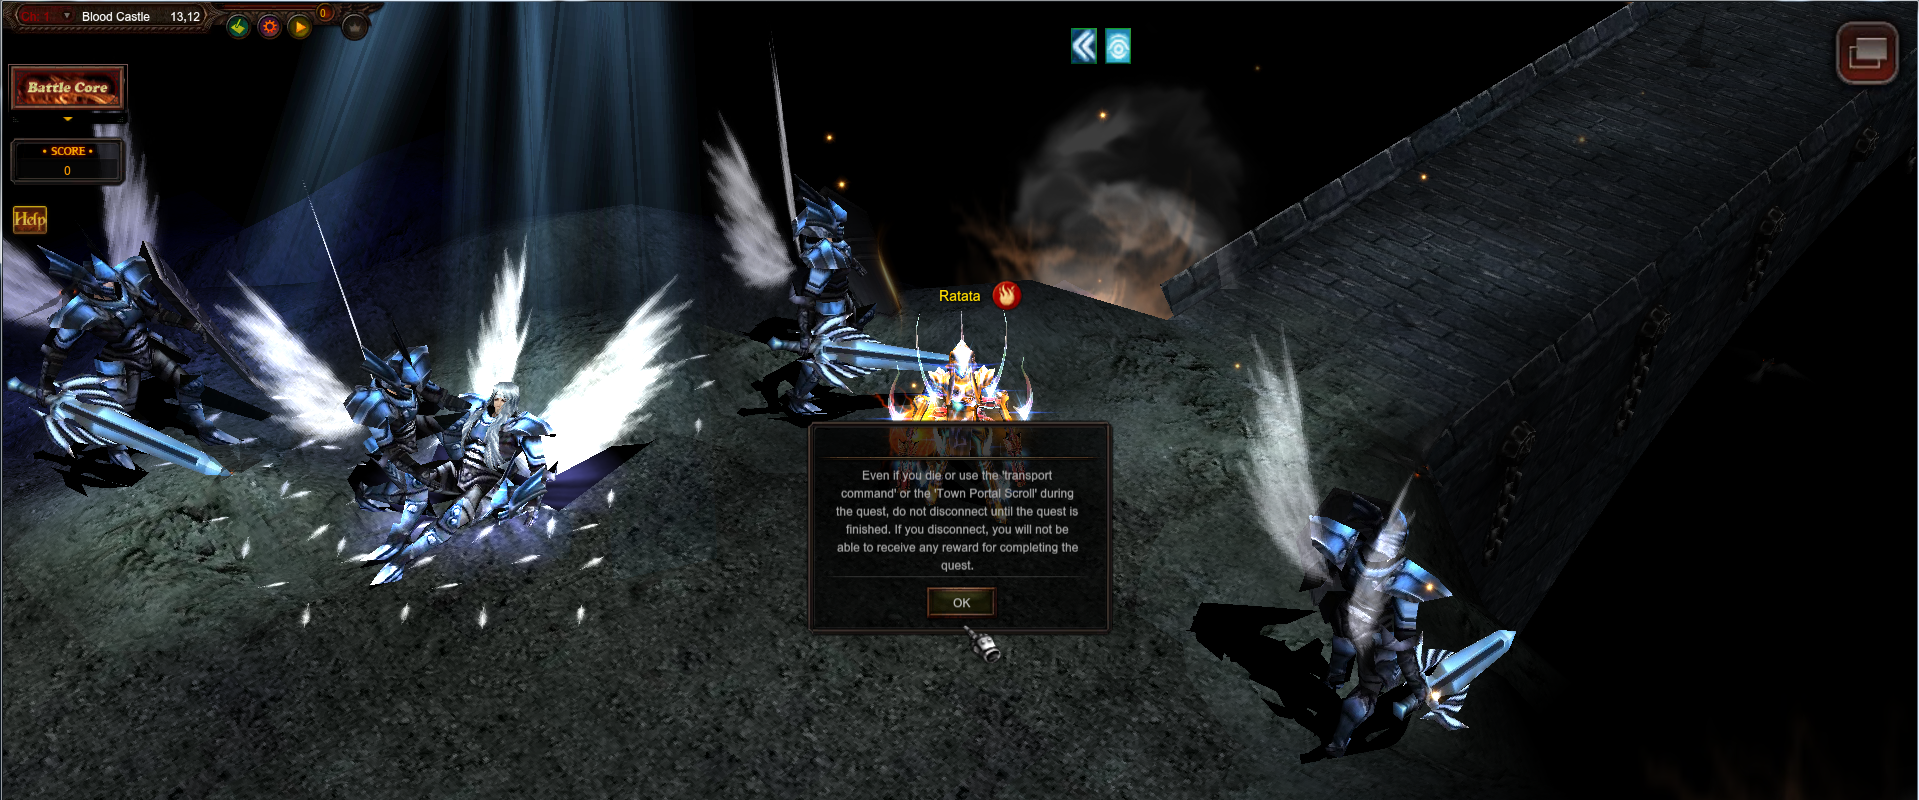 Blood Castle 13,12
0
Battle Core
• SCORE •
0
Help
Ratata
Even if you die or use the 'transport
command' or the 'Town Portal Scroll' during
the quest, do not disconnect until the quest is
finished. If you disconnect, you will not be
able to receive any reward for completing the
quest.
OK